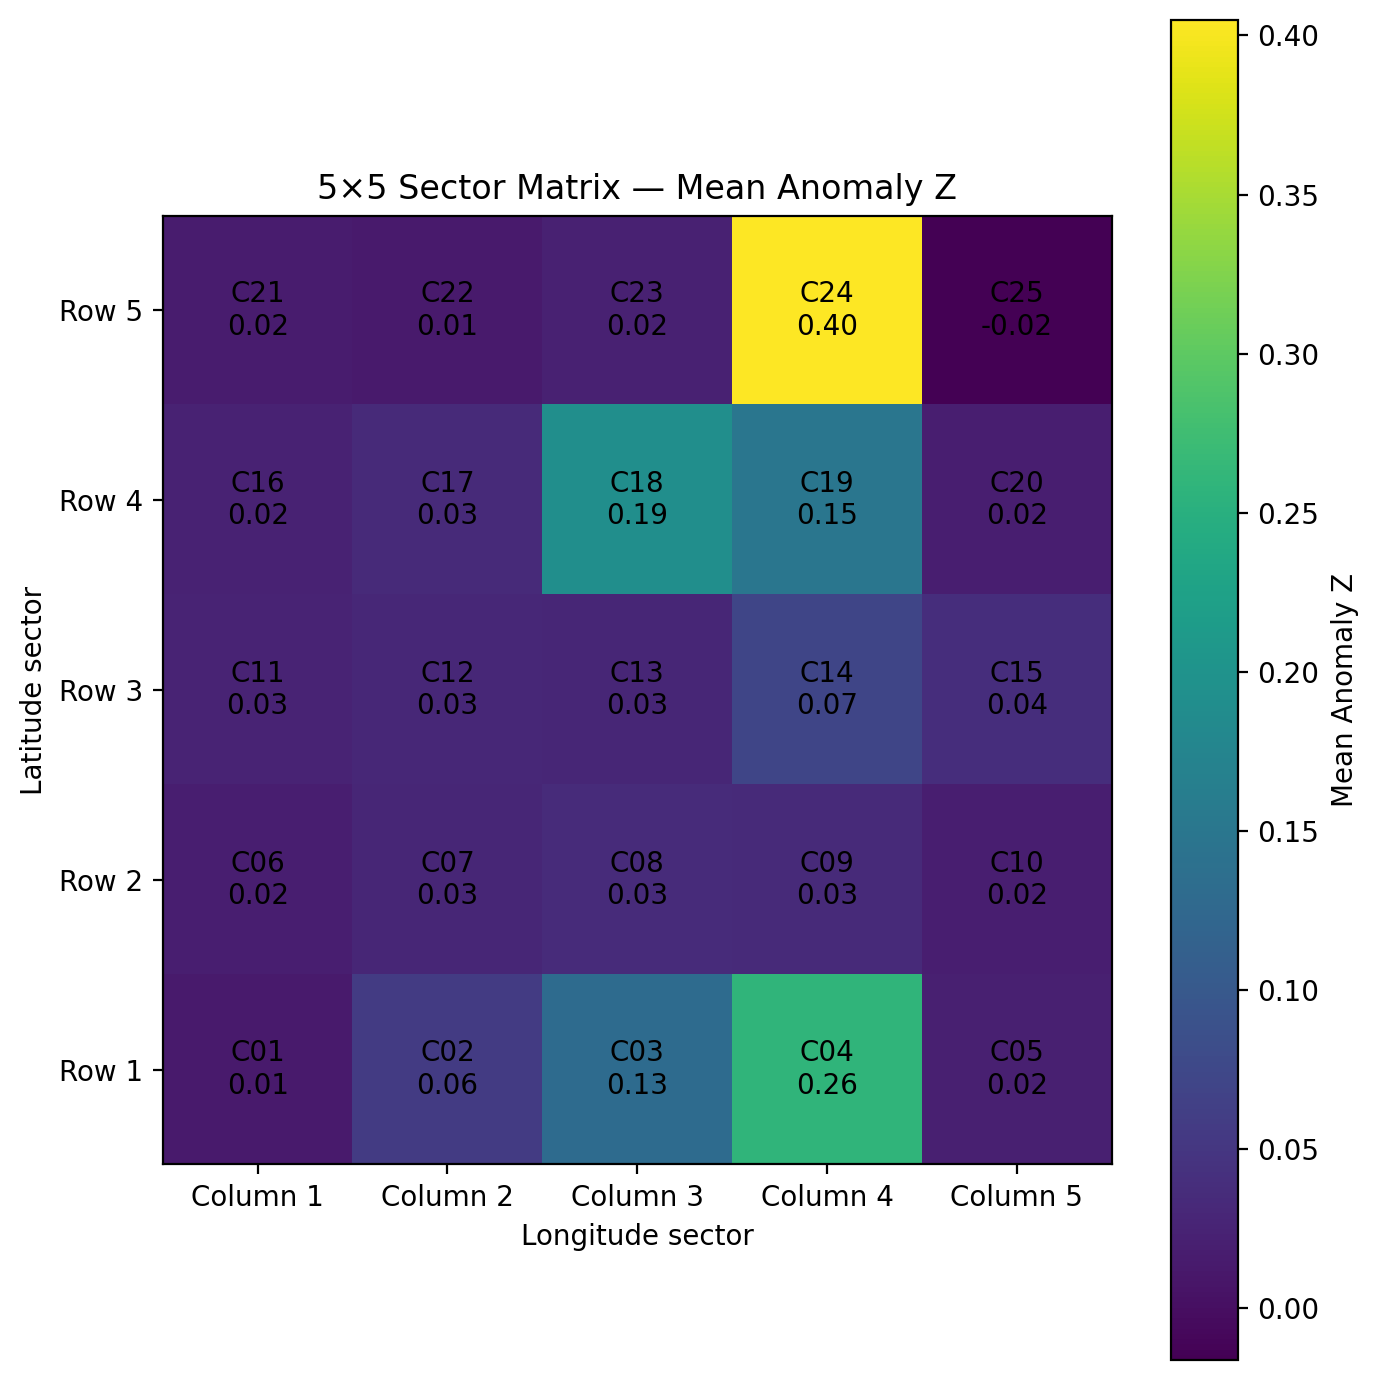 5×5 Sector Matrix — Mean Anomaly Z
Row 5
C21
0.02
C22
0.01
C23
0.02
C24
0.40
C25
-0.02
Row 4
C16
0.02
C17
0.03
C18
0.19
C19
0.15
C20
0.02
Row 3
C11
0.03
C12
0.03
C13
0.03
C14
0.07
C15
0.04
Row 2
C06
0.02
C07
0.03
C08
0.03
C09
0.03
C10
0.02
Row 1
C01
0.01
C02
0.06
C03
0.13
C04
0.26
C05
0.02
Column 1
Column 2
Column 3
Column 4
Column 5
Longitude sector
Latitude sector
0.40
0.35
0.30
0.25
0.20
0.15
0.10
0.05
0.00
Mean Anomaly Z